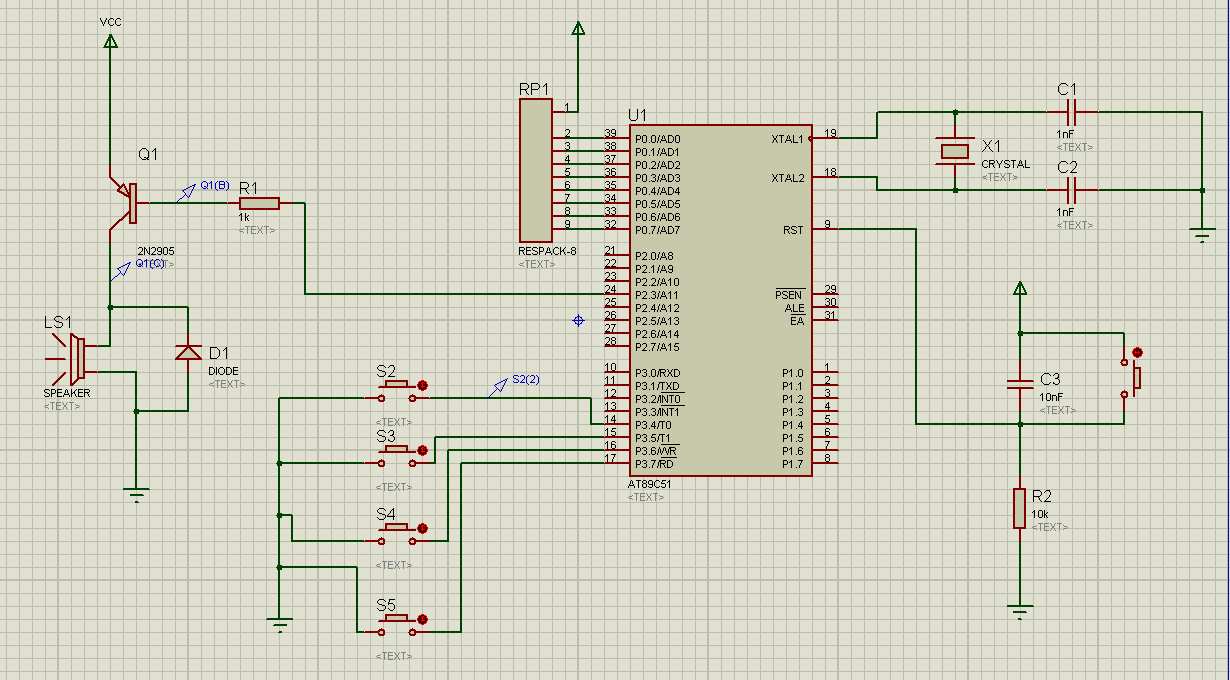 VCC
Q1
Q1(B)
2N2905
Q1(C)
<TEXT>
R1
1k
<TEXT>
LS1
SPEAKER
<TEXT>
D1
DIODE
<TEXT>
RP1
1
2
3
4
5
6
7
8
9
RESPACK-8
<TEXT>
U1
39 P0.0/AD0
38 P0.1/AD1
37 P0.2/AD2
36 P0.3/AD3
35 P0.4/AD4
34 P0.5/AD5
33 P0.6/AD6
32 P0.7/AD7
21 P2.0/A8
22 P2.1/A9
23 P2.2/A10
24 P2.3/A11
25 P2.4/A12
26 P2.5/A13
27 P2.6/A14
28 P2.7/A15
10 P3.0/RXD
11 P3.1/TXD
12 P3.2/INT0
13 P3.3/INT1
14 P3.4/T0
15 P3.5/T1
16 P3.6/WR
17 P3.7/RD
XTAL1 19
XTAL2 18
RST 9
PSEN 29
ALE 30
EA 31
P1.0 1
P1.1 2
P1.2 3
P1.3 4
P1.4 5
P1.5 6
P1.6 7
P1.7 8
AT89C51
<TEXT>
S2
S2(2)
<TEXT>
S3
<TEXT>
S4
<TEXT>
S5
<TEXT>
C1
1nF
<TEXT>
X1
CRYSTAL
<TEXT>
C2
1nF
<TEXT>
C3
10nF
<TEXT>
R2
10k
<TEXT>